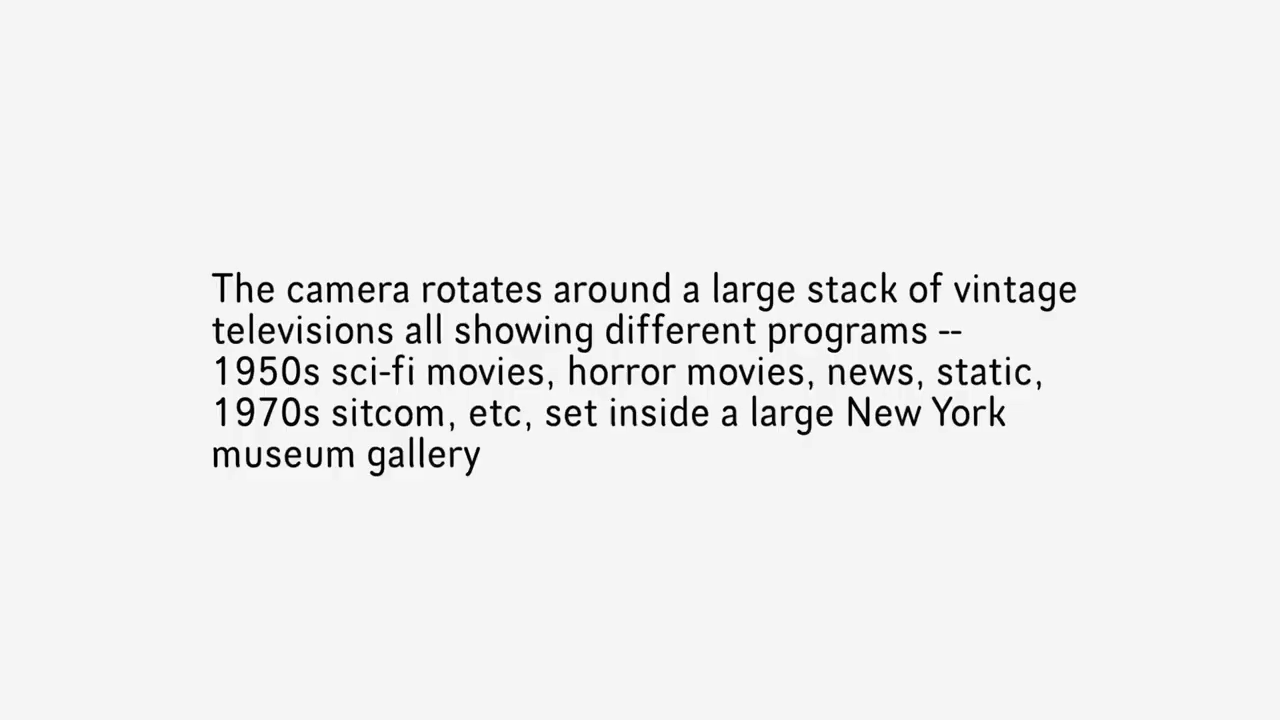 The camera rotates around a large stack of vintage
televisions all showing different programs --
1950s sci-fi movies, horror movies, news, static,
1970s sitcom, etc, set inside a large New York
museum gallery